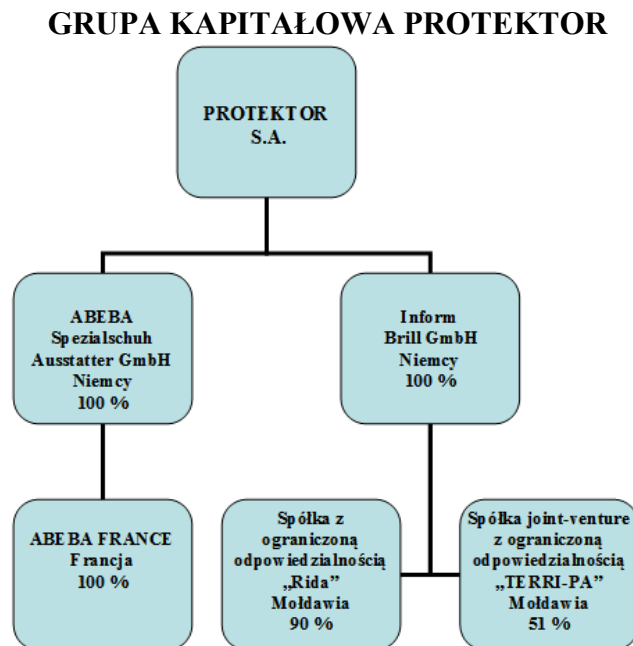 GRUPA KAPITAŁOWA PROTEKTOR
PROTEKTOR
S.A.
ABEBA
Spezialschuh
Ausstatter GmbH
Niemcy
100 %
Inform
Brill GmbH
Niemcy
100 %
ABEBA FRANCE
Francja
100 %
Spółka z
ograniczoną
odpowiedzialnością
„Rida”
Mołdawia
90 %
Spółka joint-venture
z ograniczoną
odpowiedzialnością
„TERRI-PA”
Mołdawia
51 %